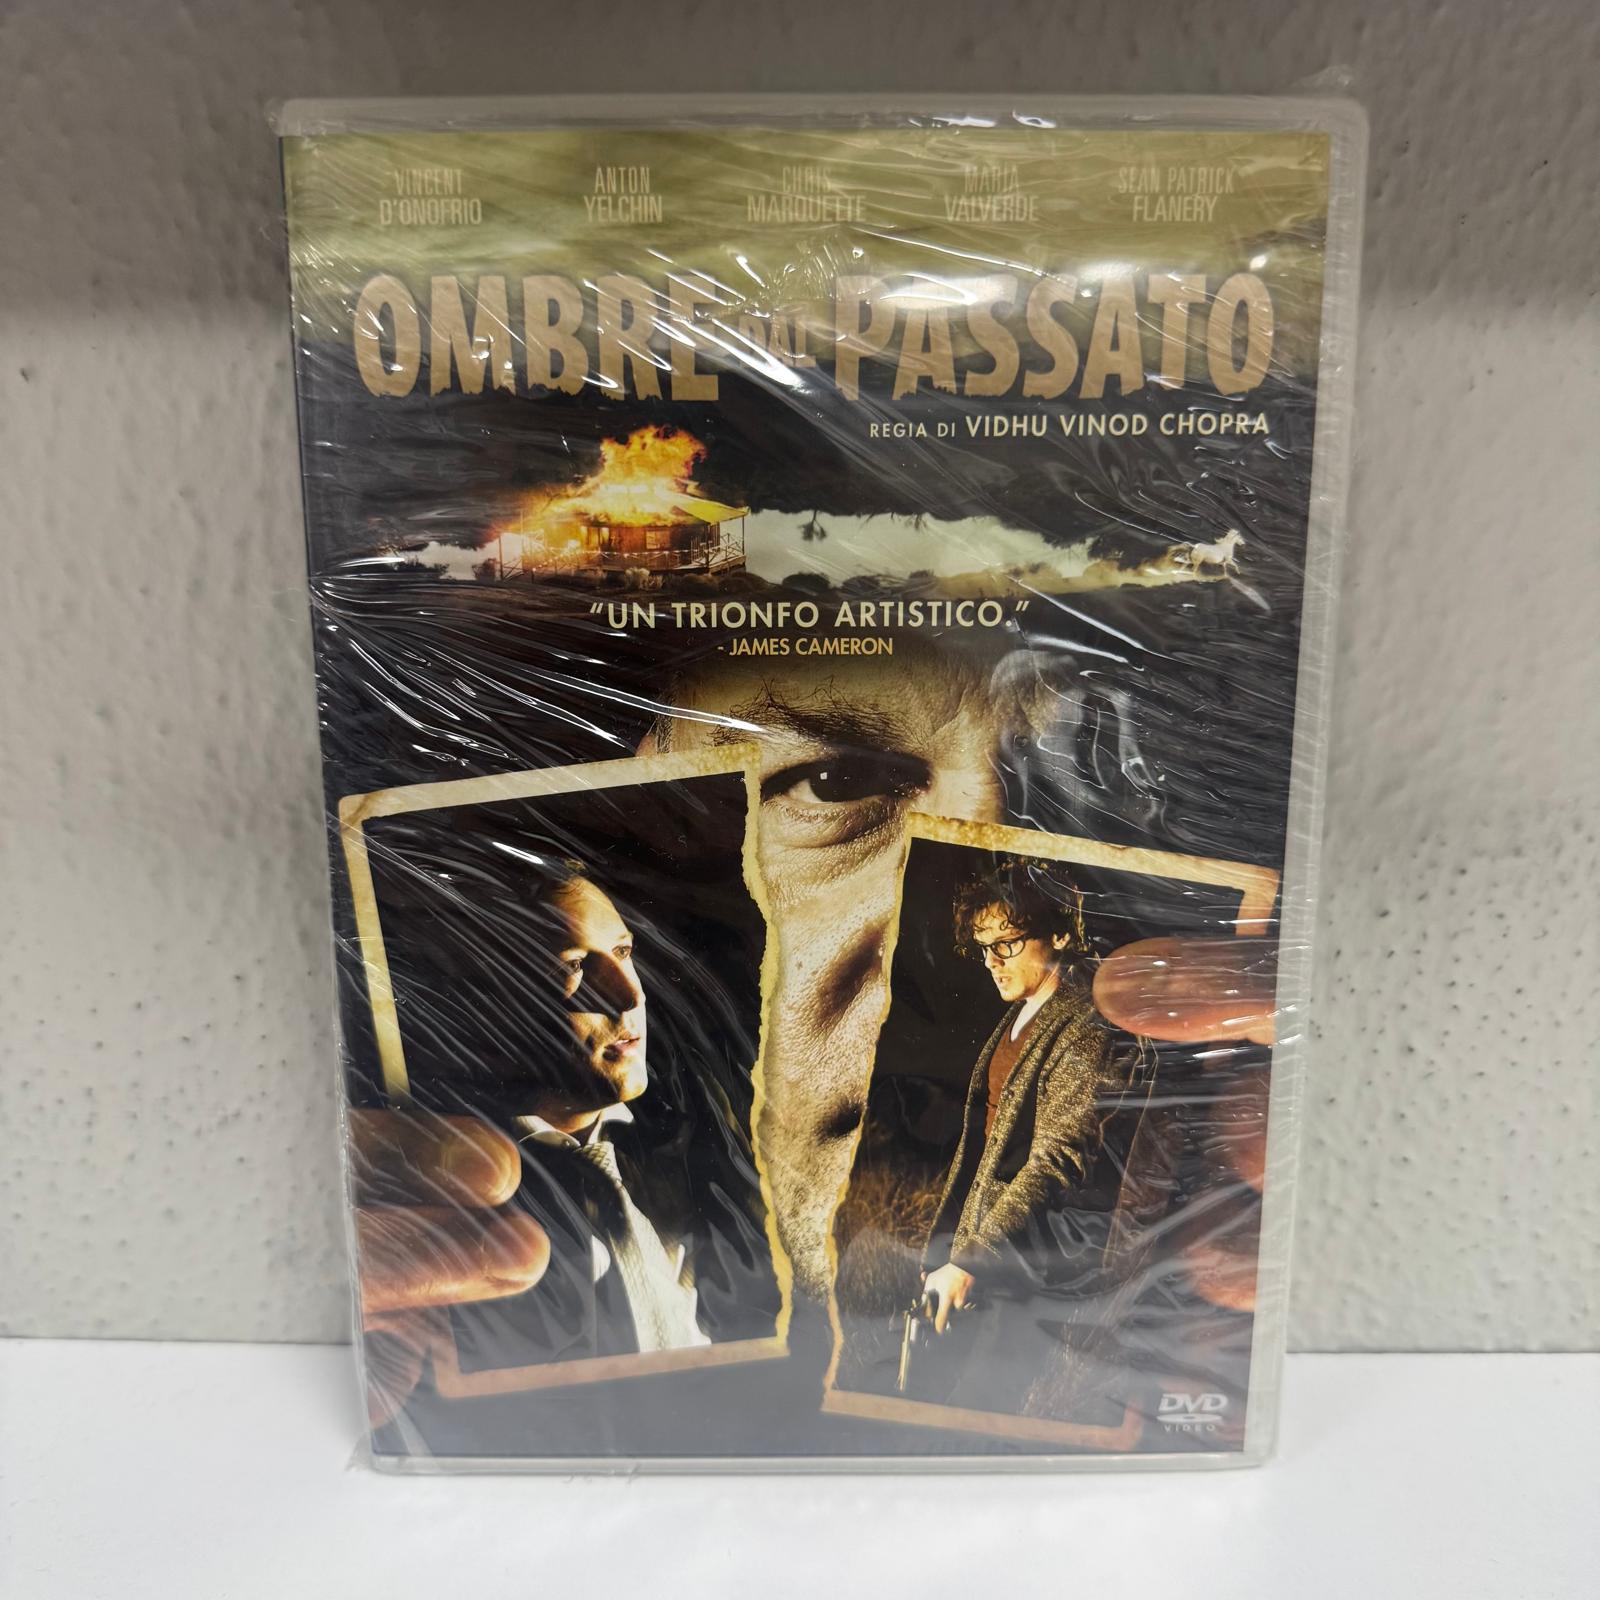 VINCENT ANTON CHRIS MARIA SEAN PATRICK
D'ONOFRIO YELCHIN MARQUETTE VALVERDE FLANERY
OMBRE DAL PASSATO
REGIA DI VIDHU VINOD CHOPRA
"UN TRIONFO ARTISTICO."
- JAMES CAMERON
DVD
VIDEO